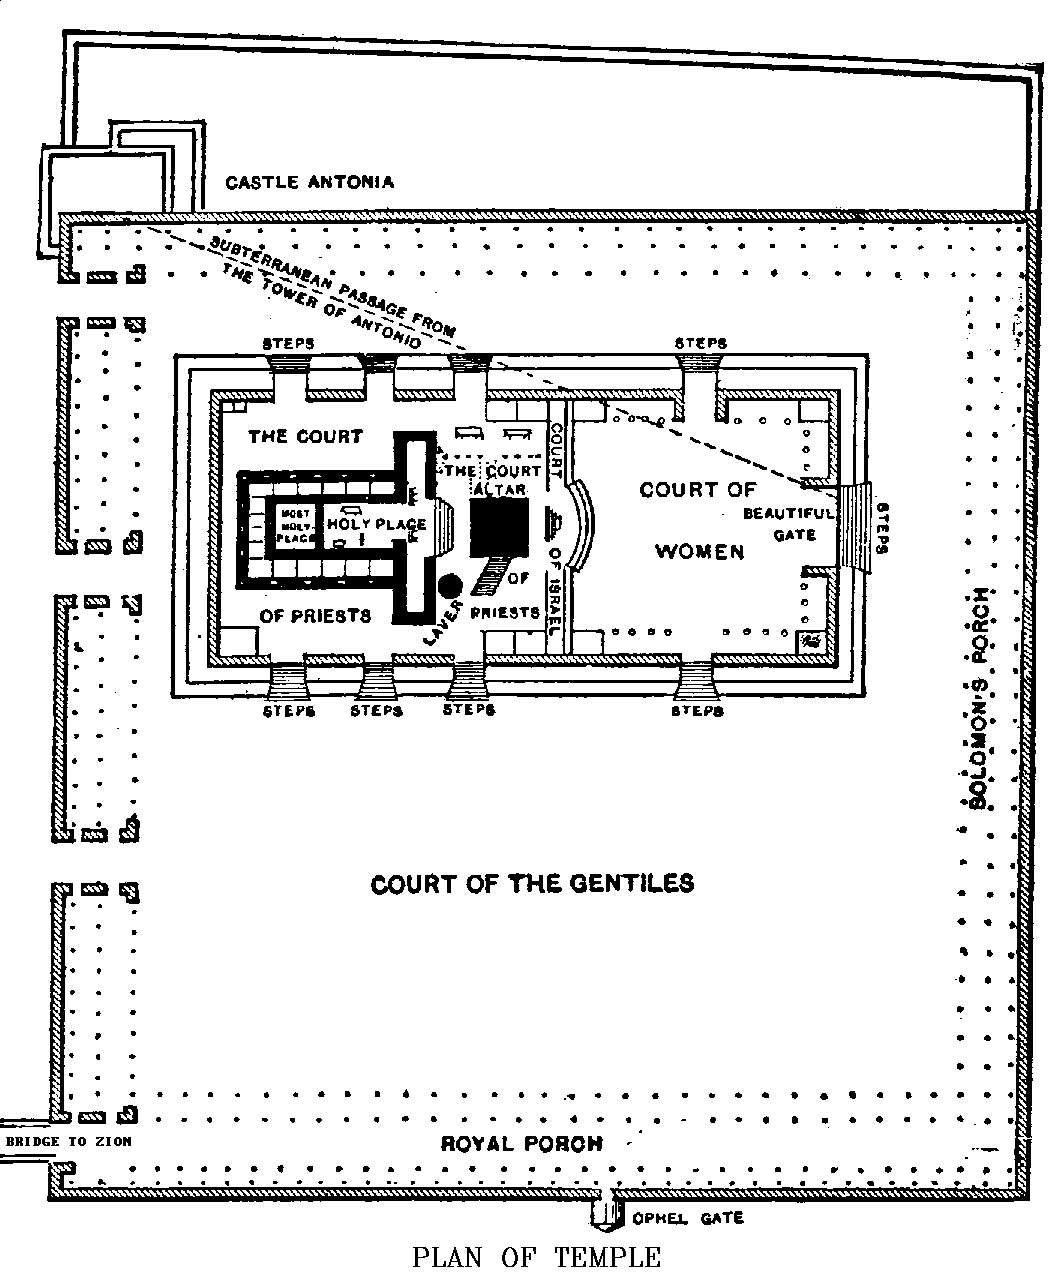 CASTLE ANTONIA
SUBTERRANEAN PASSAGE FROM
THE TOWER OF ANTONIO
STEPS
STEPS
THE COURT
COURT
THE COURT
ALTAR
COURT OF
MOST
HOLY
PLACE
HOLY PLACE
BEAUTIFUL
GATE
STEPS
WOMEN
OF ISRAEL
OF
PRIESTS
OF PRIESTS
LAVER
STEPS
STEPS
STEPS
STEPS
SOLOMON'S PORCH
COURT OF THE GENTILES
BRIDGE TO ZION
ROYAL PORCH
OPHEL GATE
PLAN OF TEMPLE